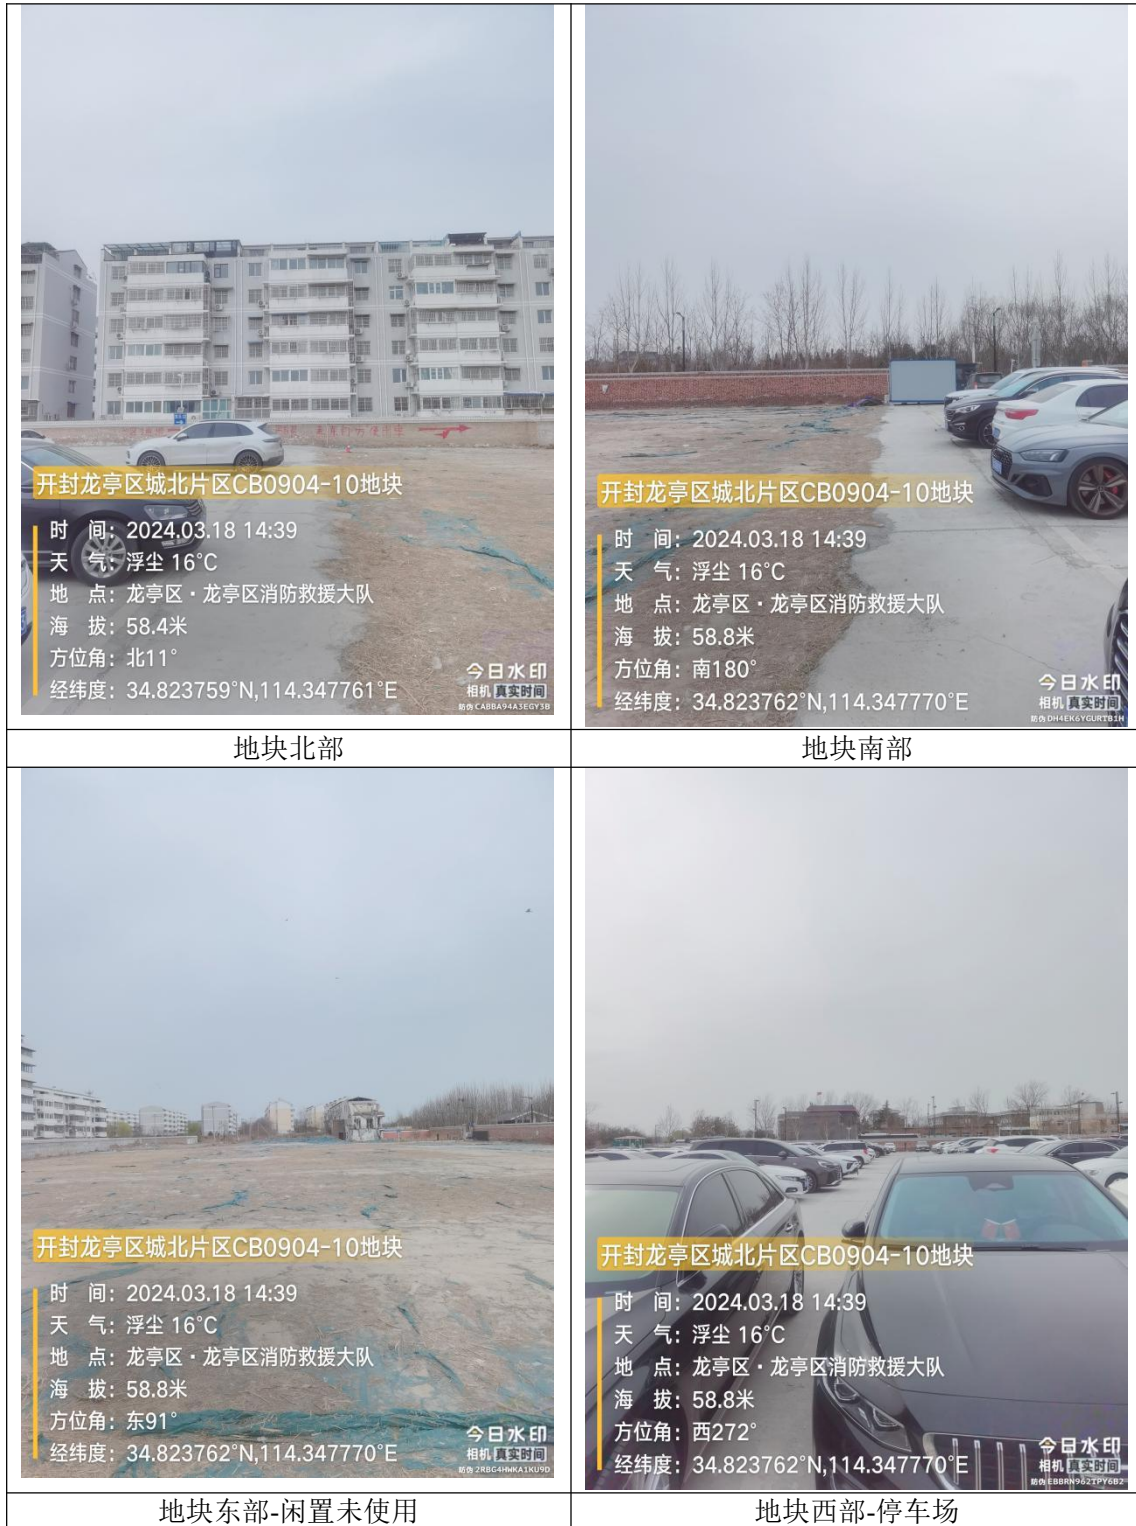 开封龙亭区城北片区CB0904-10地块
时 间：2024.03.18 14:39
天 气：浮尘 16°C
地 点：龙亭区·龙亭区消防救援大队
海 拔：58.4米
方位角：北11°
经纬度：34.823759°N,114.347761°E
今日水印
相机 真实时间
防伪 CABBA94A3EGY3B
地块北部
开封龙亭区城北片区CB0904-10地块
时 间：2024.03.18 14:39
天 气：浮尘 16°C
地 点：龙亭区·龙亭区消防救援大队
海 拔：58.8米
方位角：南180°
经纬度：34.823762°N,114.347770°E
今日水印
相机 真实时间
防伪 DH4EK6YGURTB1H
地块南部
开封龙亭区城北片区CB0904-10地块
时 间：2024.03.18 14:39
天 气：浮尘 16°C
地 点：龙亭区·龙亭区消防救援大队
海 拔：58.8米
方位角：东91°
经纬度：34.823762°N,114.347770°E
今日水印
相机 真实时间
防伪 2RBG4HWKA1KU9D
地块东部-闲置未使用
开封龙亭区城北片区CB0904-10地块
时 间：2024.03.18 14:39
天 气：浮尘 16°C
地 点：龙亭区·龙亭区消防救援大队
海 拔：58.8米
方位角：西272°
经纬度：34.823762°N,114.347770°E
今日水印
相机 真实时间
防伪 EBBRN962TPY6B2
地块西部-停车场